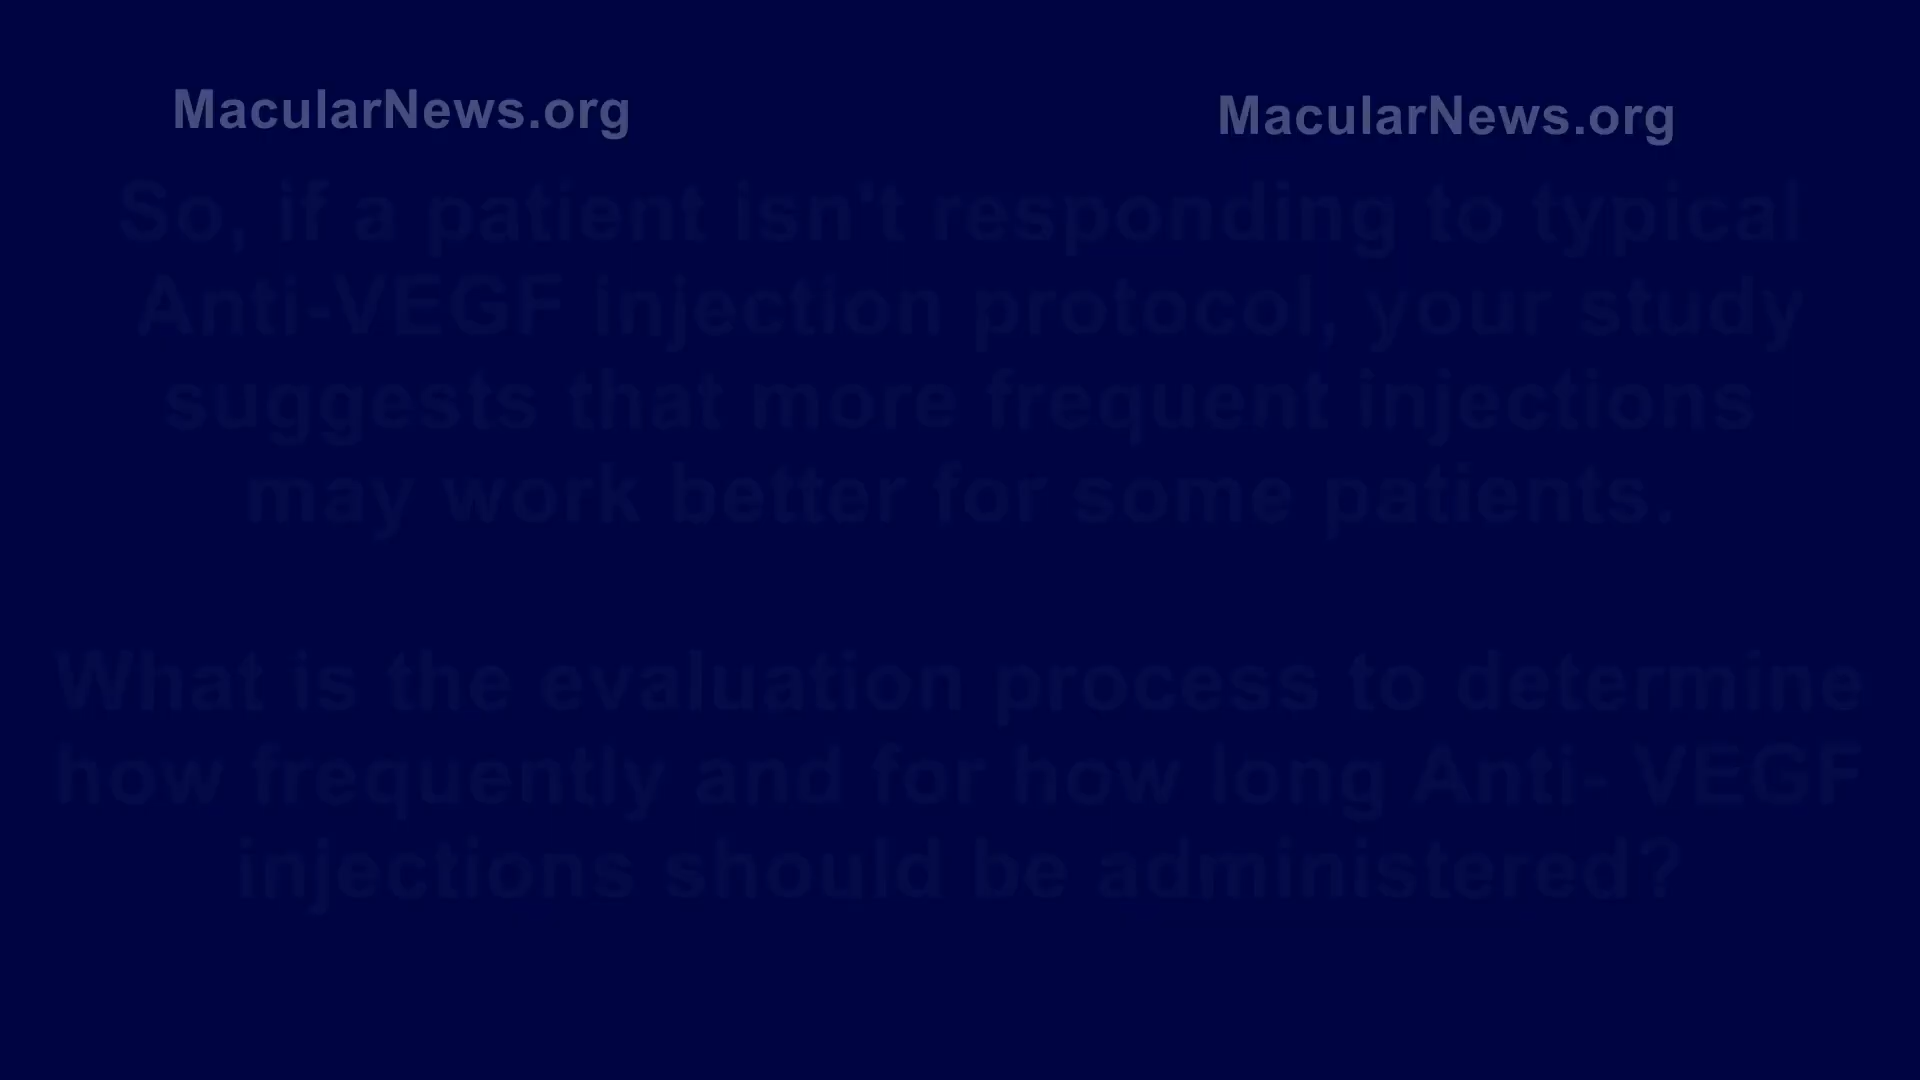 MacularNews.org MacularNews.org
So, if a patient isn't responding to typical
Anti-VEGF injection protocol, your study
suggests that more frequent injections
may work better for some patients.
What is the evaluation process to determine
how frequently and for how long Anti- VEGF
injections should be administered?